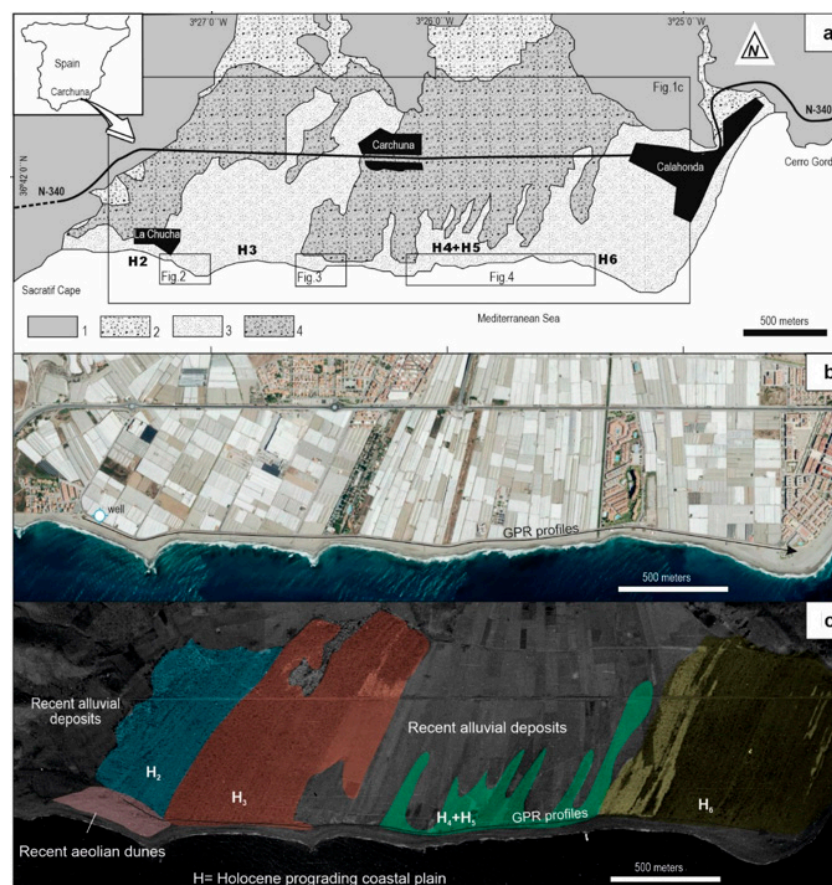 3°27´0´´W
3°26´0´´W
3°25´0´´W
a
Spain
Carchuna
N
Fig.1c
N-340
36°42´0´´N
Carchuna
Calahonda
Cerro Gord
N-340
La Chucha
H2
H3
H4+H5
H6
Fig.2
Fig.3
Fig.4
Sacratif Cape
Mediterranean Sea
1
2
3
4
500 meters
b
well
GPR profiles
500 meters
c
Recent alluvial
deposits
Recent alluvial deposits
H2
H3
H4+H5
GPR profiles
H6
Recent aeolian dunes
H= Holocene prograding coastal plain
500 meters